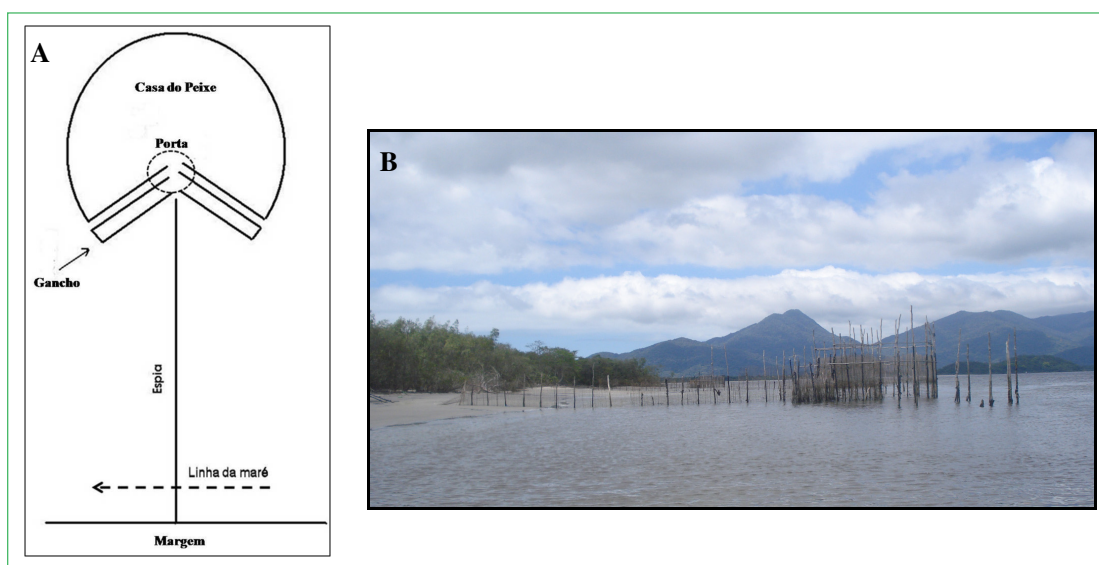 A
Casa do Peixe
Porta
Gancho
Espia
Linha da maré
Margem
B